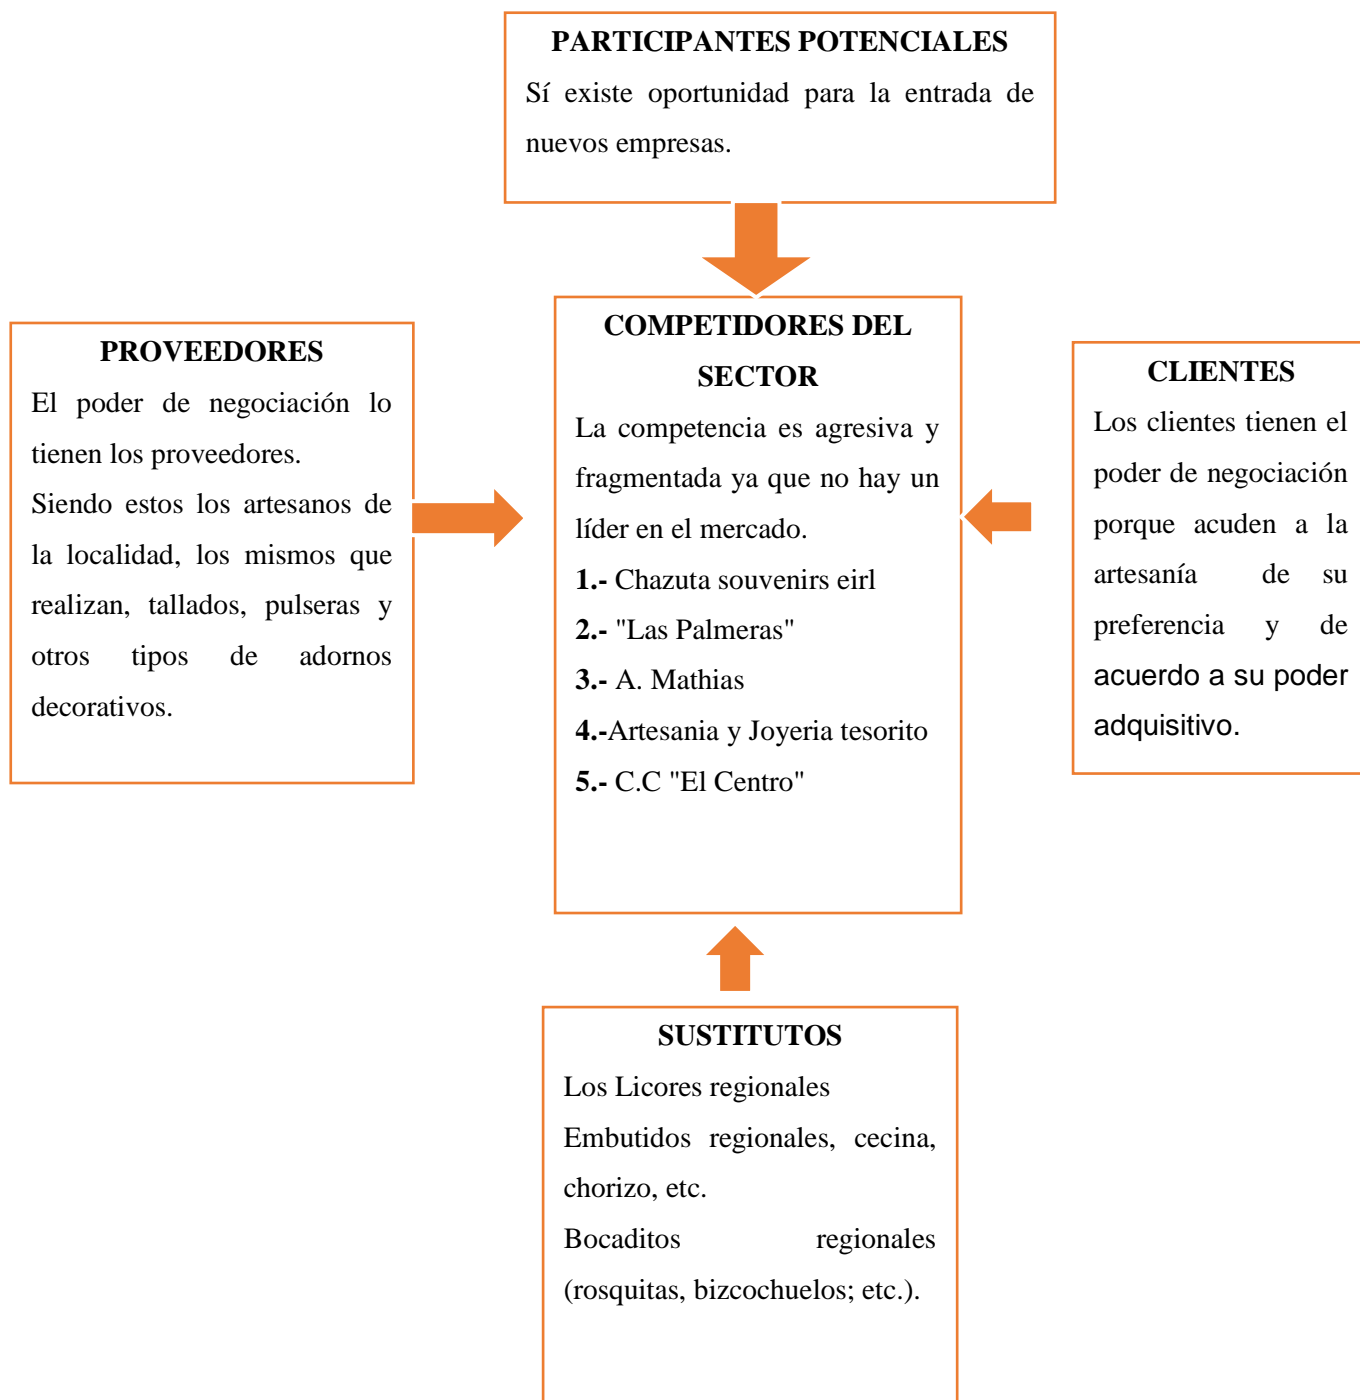 PARTICIPANTES POTENCIALES
Sí existe oportunidad para la entrada de
nuevos empresas.
PROVEEDORES
El poder de negociación lo
tienen los proveedores.
Siendo estos los artesanos de
la localidad, los mismos que
realizan, tallados, pulseras y
otros tipos de adornos
decorativos.
COMPETIDORES DEL
SECTOR
La competencia es agresiva y
fragmentada ya que no hay un
líder en el mercado.
1.- Chazuta souvenirs eirl
2.- "Las Palmeras"
3.- A. Mathias
4.-Artesania y Joyeria tesorito
5.- C.C "El Centro"
CLIENTES
Los clientes tienen el
poder de negociación
porque acuden a la
artesanía de su
preferencia y de
acuerdo a su poder
adquisitivo.
SUSTITUTOS
Los Licores regionales
Embutidos regionales, cecina,
chorizo, etc.
Bocaditos regionales
(rosquitas, bizcochuelos; etc.).